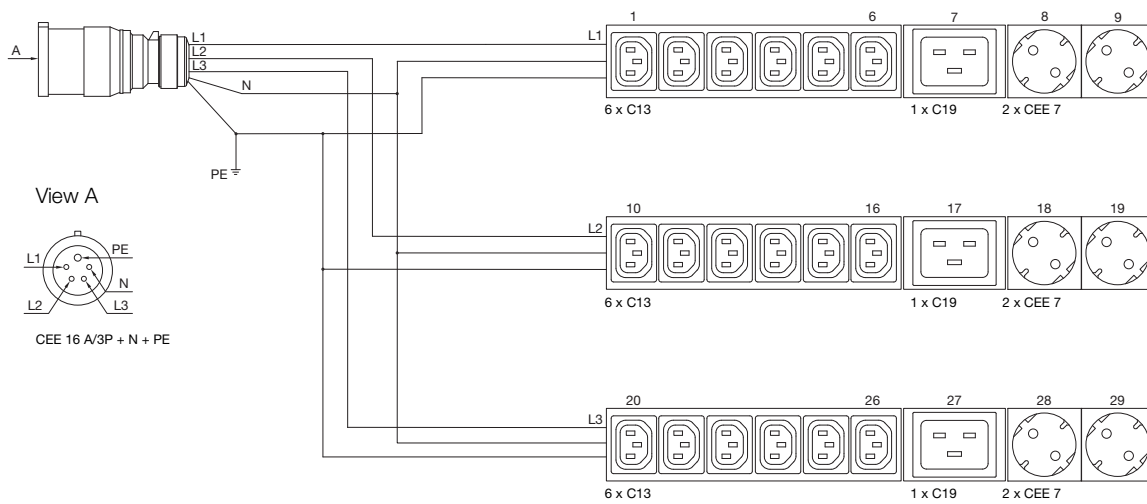 A
L1
L2
L3
N
PE
L1
1 6 7 8 9
6 x C13 1 x C19 2 x CEE 7
View A
L1
PE
N
L2
L3
CEE 16 A/3P + N + PE
L2
10 16 17 18 19
6 x C13 1 x C19 2 x CEE 7
L3
20 26 27 28 29
6 x C13 1 x C19 2 x CEE 7